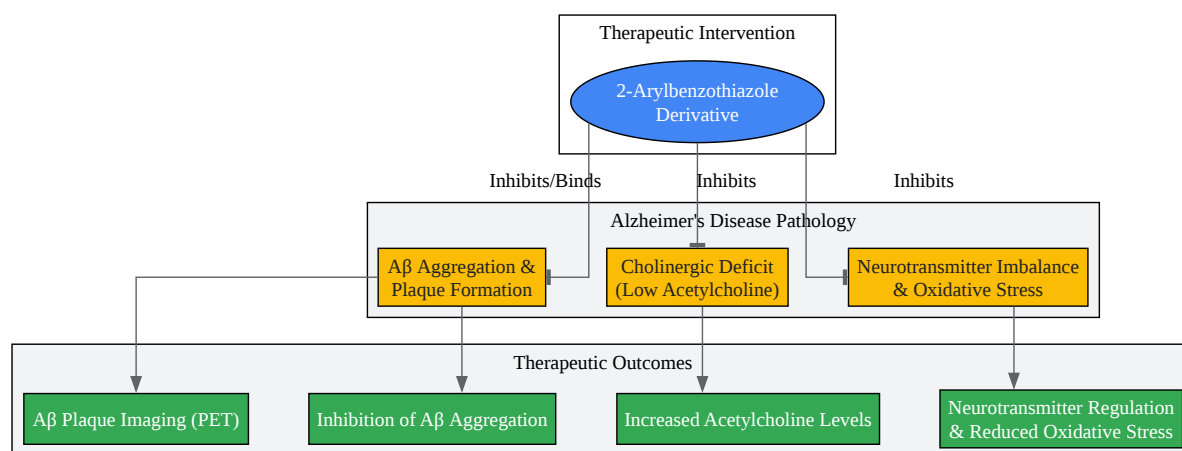 Therapeutic Intervention
2-Arylbenzothiazole
Derivative
Inhibits/Binds
Inhibits
Inhibits
Alzheimer's Disease Pathology
Aβ Aggregation &
Plaque Formation
Cholinergic Deficit
(Low Acetylcholine)
Neurotransmitter Imbalance
& Oxidative Stress
Therapeutic Outcomes
Aβ Plaque Imaging (PET)
Inhibition of Aβ Aggregation
Increased Acetylcholine Levels
Neurotransmitter Regulation
& Reduced Oxidative Stress